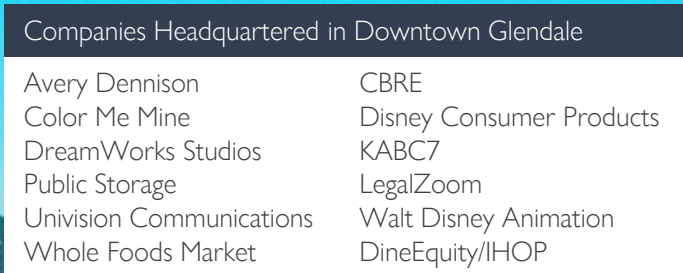 Companies Headquartered in Downtown Glendale
Avery Dennison
Color Me Mine
DreamWorks Studios
Public Storage
Univision Communications
Whole Foods Market
CBRE
Disney Consumer Products
KABC7
LegalZoom
Walt Disney Animation
DineEquity/IHOP